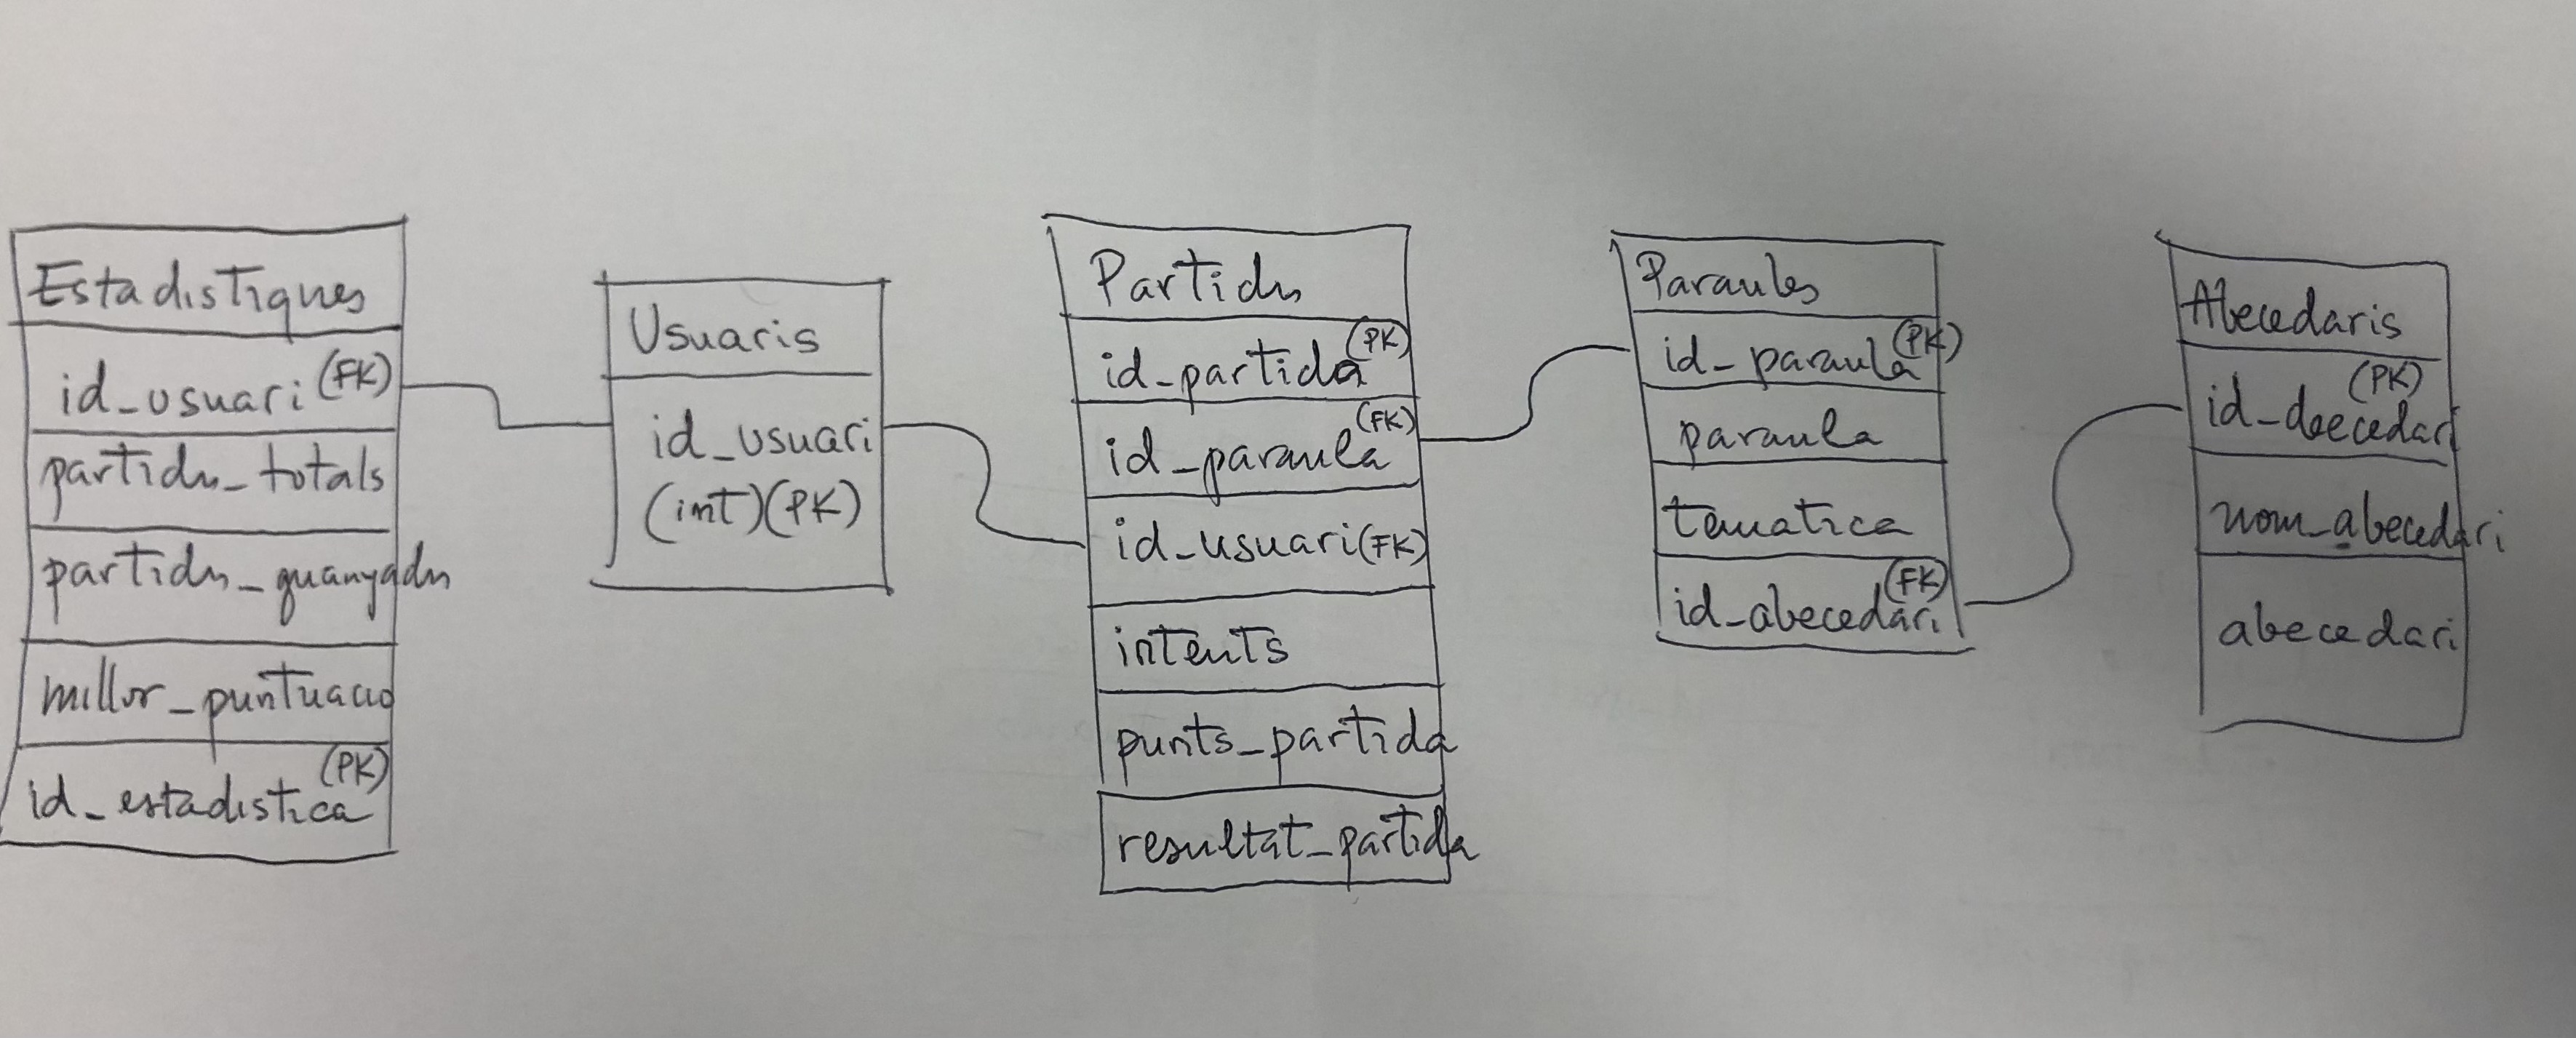 Estadistiques
id_usuari (FK)
partides_totals
partides_guanyades
millor_puntuacio
id_estadistica (PK)
Usuaris
id_usuari
(int)(PK)
Partides
id_partida (PK)
id_paraula (FK)
id_usuari (FK)
intents
punts_partida
resultat_partida
Paraules
id_paraula (PK)
paraula
tematica
id_abecedari (FK)
Abecedaris
id_abecedari (PK)
nom_abecedari
abecedari